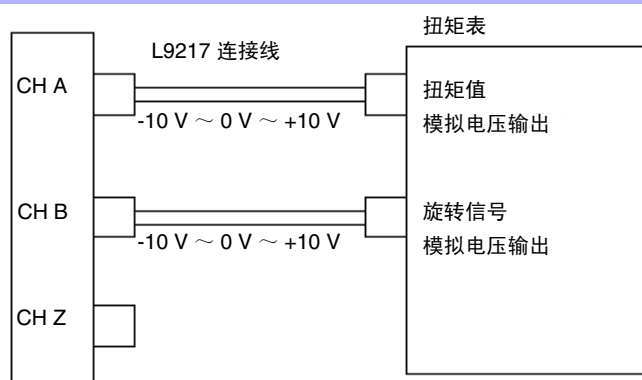 扭矩表
L9217 连接线
CH A
扭矩值
-10 V ～ 0 V ～ +10 V
模拟电压输出
CH B
旋转信号
-10 V ～ 0 V ～ +10 V
模拟电压输出
CH Z